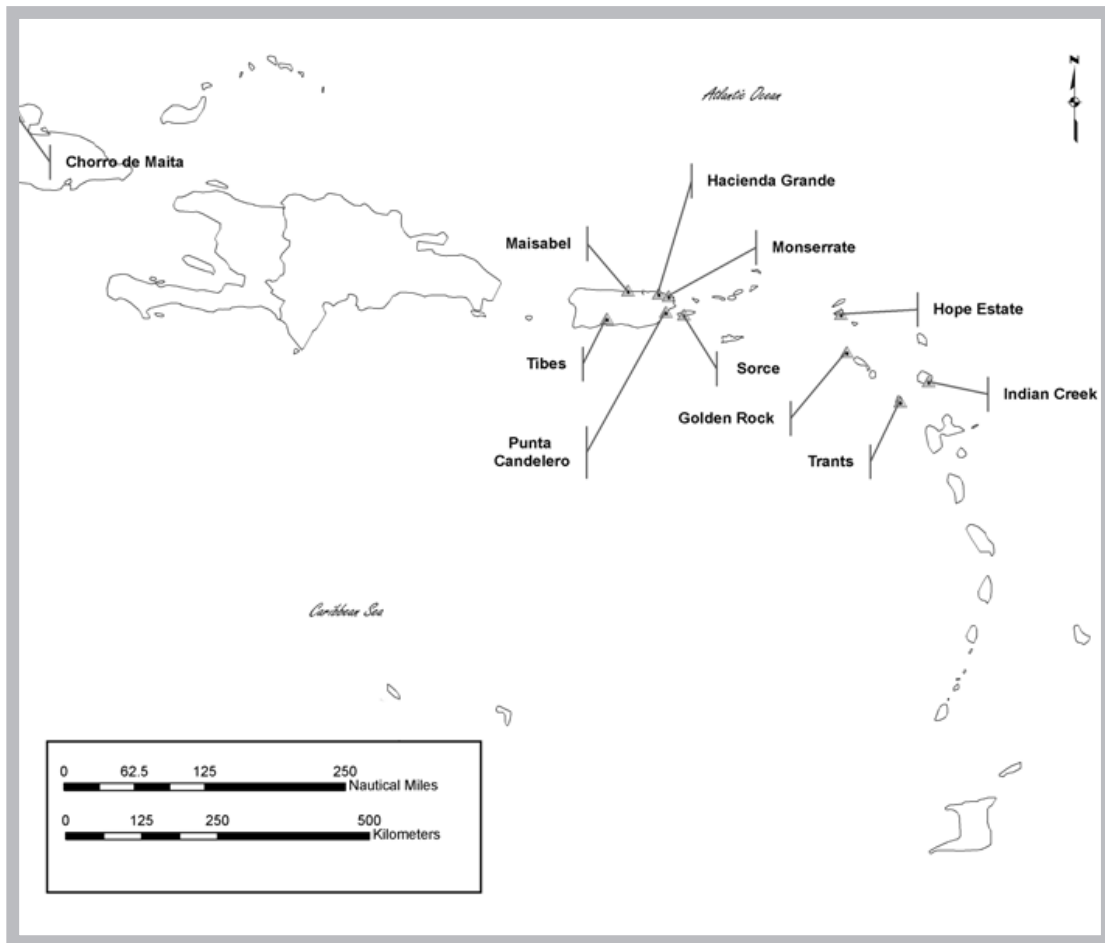 N
Atlantic Ocean
Chorro de Maita
Hacienda Grande
Maisabel
Monserrate
Hope Estate
Tibes
Sorce
Indian Creek
Golden Rock
Punta
Candelero
Trants
Caribbean Sea
0 62.5 125 250
Nautical Miles
0 125 250 500
Kilometers